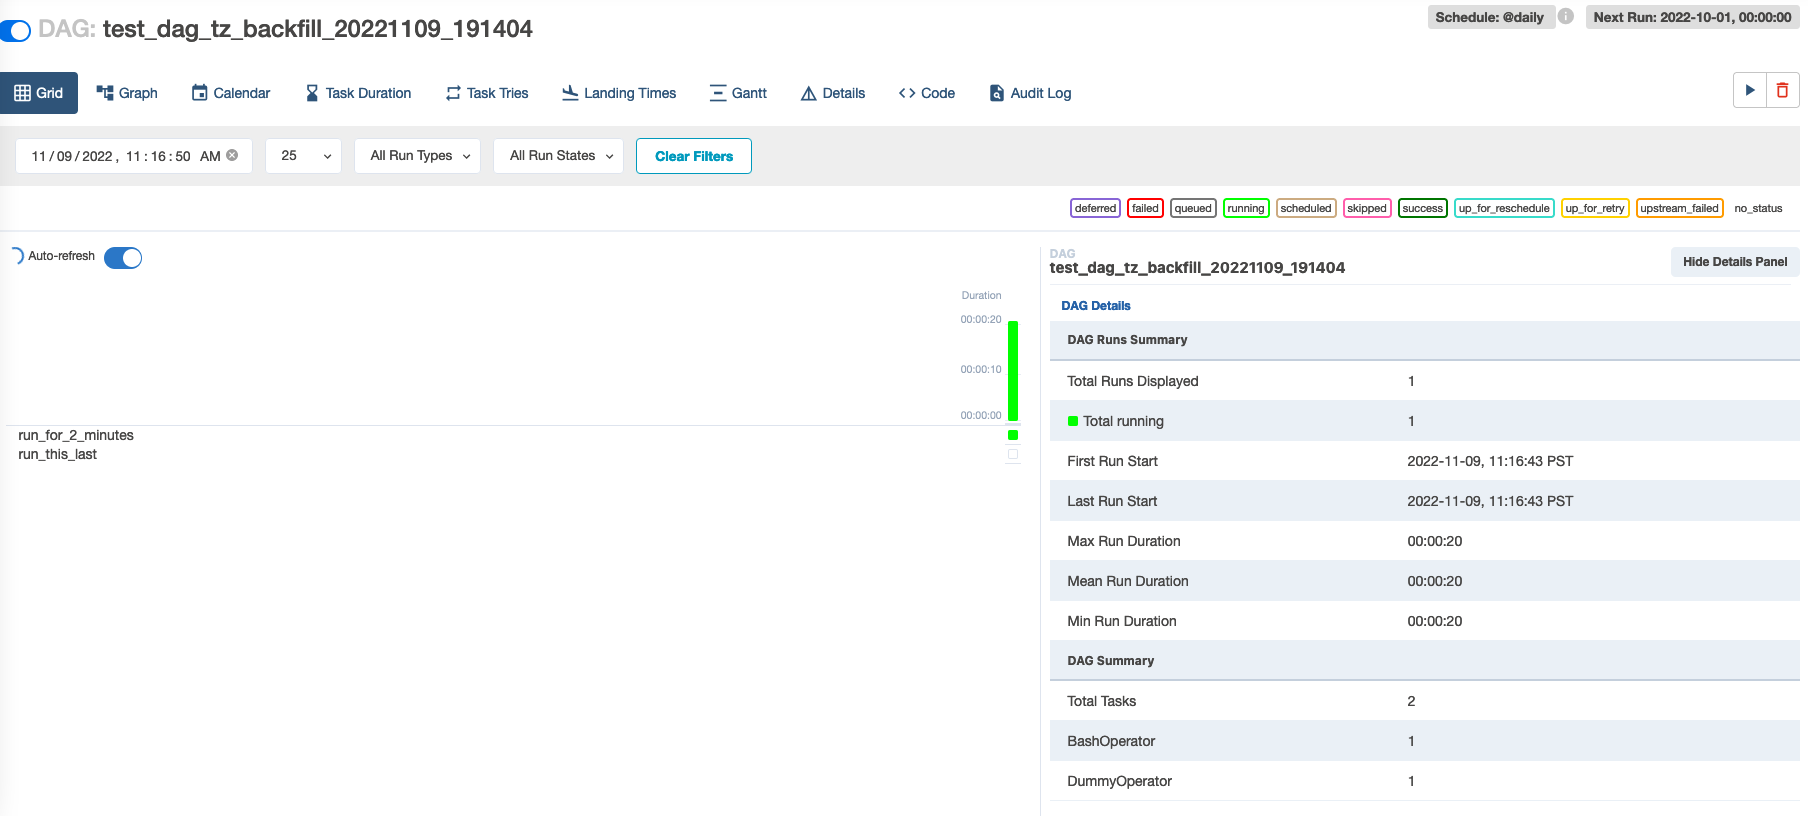 DAG: test_dag_tz_backfill_20221109_191404
Schedule: @daily
Next Run: 2022-10-01, 00:00:00
Grid
Graph
Calendar
Task Duration
Task Tries
Landing Times
Gantt
Details
Code
Audit Log
11 / 09 / 2022 , 11 : 16 : 50 AM
25
All Run Types
All Run States
Clear Filters
deferred
failed
queued
running
scheduled
skipped
success
up_for_reschedule
up_for_retry
upstream_failed
no_status
Auto-refresh
Duration
00:00:20
00:00:10
00:00:00
run_for_2_minutes
run_this_last
DAG
test_dag_tz_backfill_20221109_191404
Hide Details Panel
DAG Details
DAG Runs Summary
Total Runs Displayed 1
Total running 1
First Run Start 2022-11-09, 11:16:43 PST
Last Run Start 2022-11-09, 11:16:43 PST
Max Run Duration 00:00:20
Mean Run Duration 00:00:20
Min Run Duration 00:00:20
DAG Summary
Total Tasks 2
BashOperator 1
DummyOperator 1